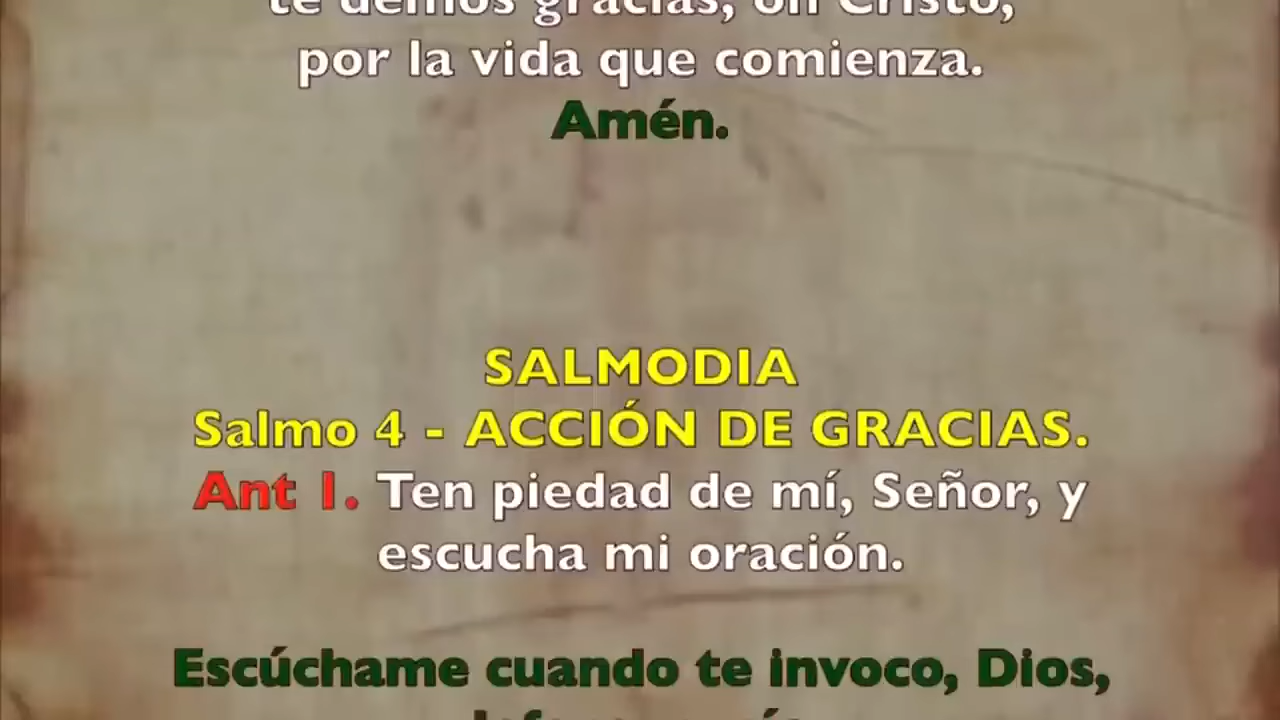 te demos gracias, oh Cristo,
por la vida que comienza.
Amén.
SALMODIA
Salmo 4 - ACCIÓN DE GRACIAS.
Ant 1. Ten piedad de mí, Señor, y
escucha mi oración.
Escúchame cuando te invoco, Dios,